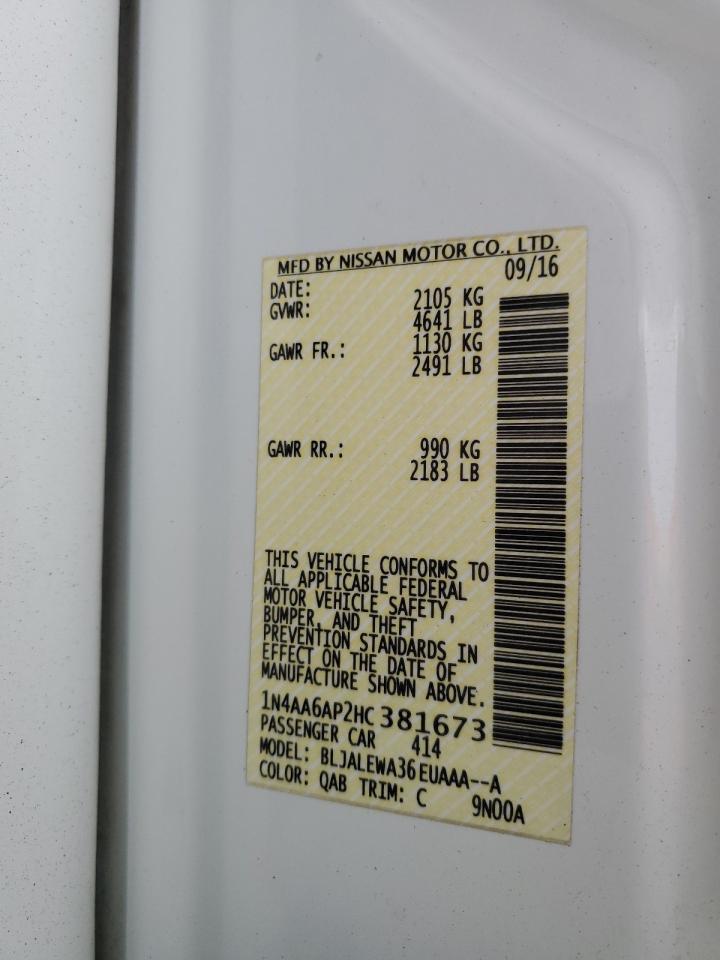 MFD BY NISSAN MOTOR CO., LTD.
DATE: 09/16
GVWR: 2105 KG
4641 LB
GAWR FR.: 1130 KG
2491 LB
GAWR RR.: 990 KG
2183 LB
THIS VEHICLE CONFORMS TO
ALL APPLICABLE FEDERAL
MOTOR VEHICLE SAFETY,
BUMPER, AND THEFT
PREVENTION STANDARDS IN
EFFECT ON THE DATE OF
MANUFACTURE SHOWN ABOVE.
1N4AA6AP2HC381673
PASSENGER CAR 414
MODEL: BLJALEWA36EUAAA--A
COLOR: QAB TRIM: C 9N00A